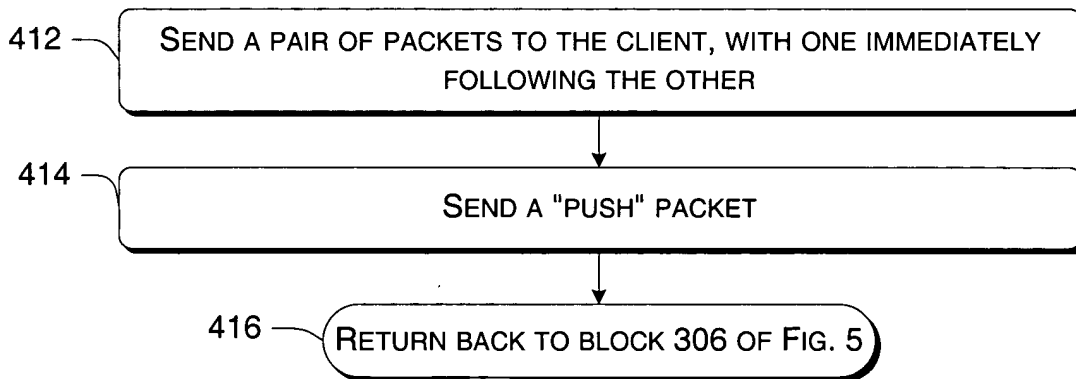 412
SEND A PAIR OF PACKETS TO THE CLIENT, WITH ONE IMMEDIATELY
FOLLOWING THE OTHER
414
SEND A "PUSH" PACKET
416
RETURN BACK TO BLOCK 306 OF FIG. 5